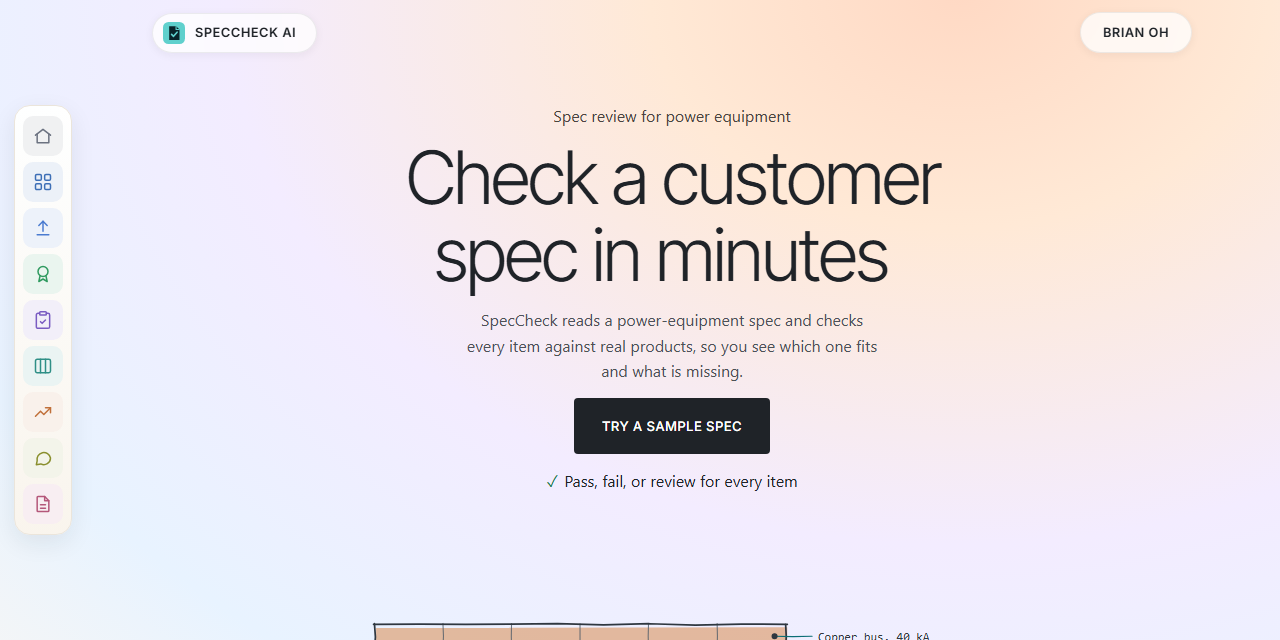 SPECCHECK AI
BRIAN OH
Spec review for power equipment
Check a customer
spec in minutes
SpecCheck reads a power-equipment spec and checks
every item against real products, so you see which one fits
and what is missing.
TRY A SAMPLE SPEC
✓ Pass, fail, or review for every item
Copper bus, 40 kA